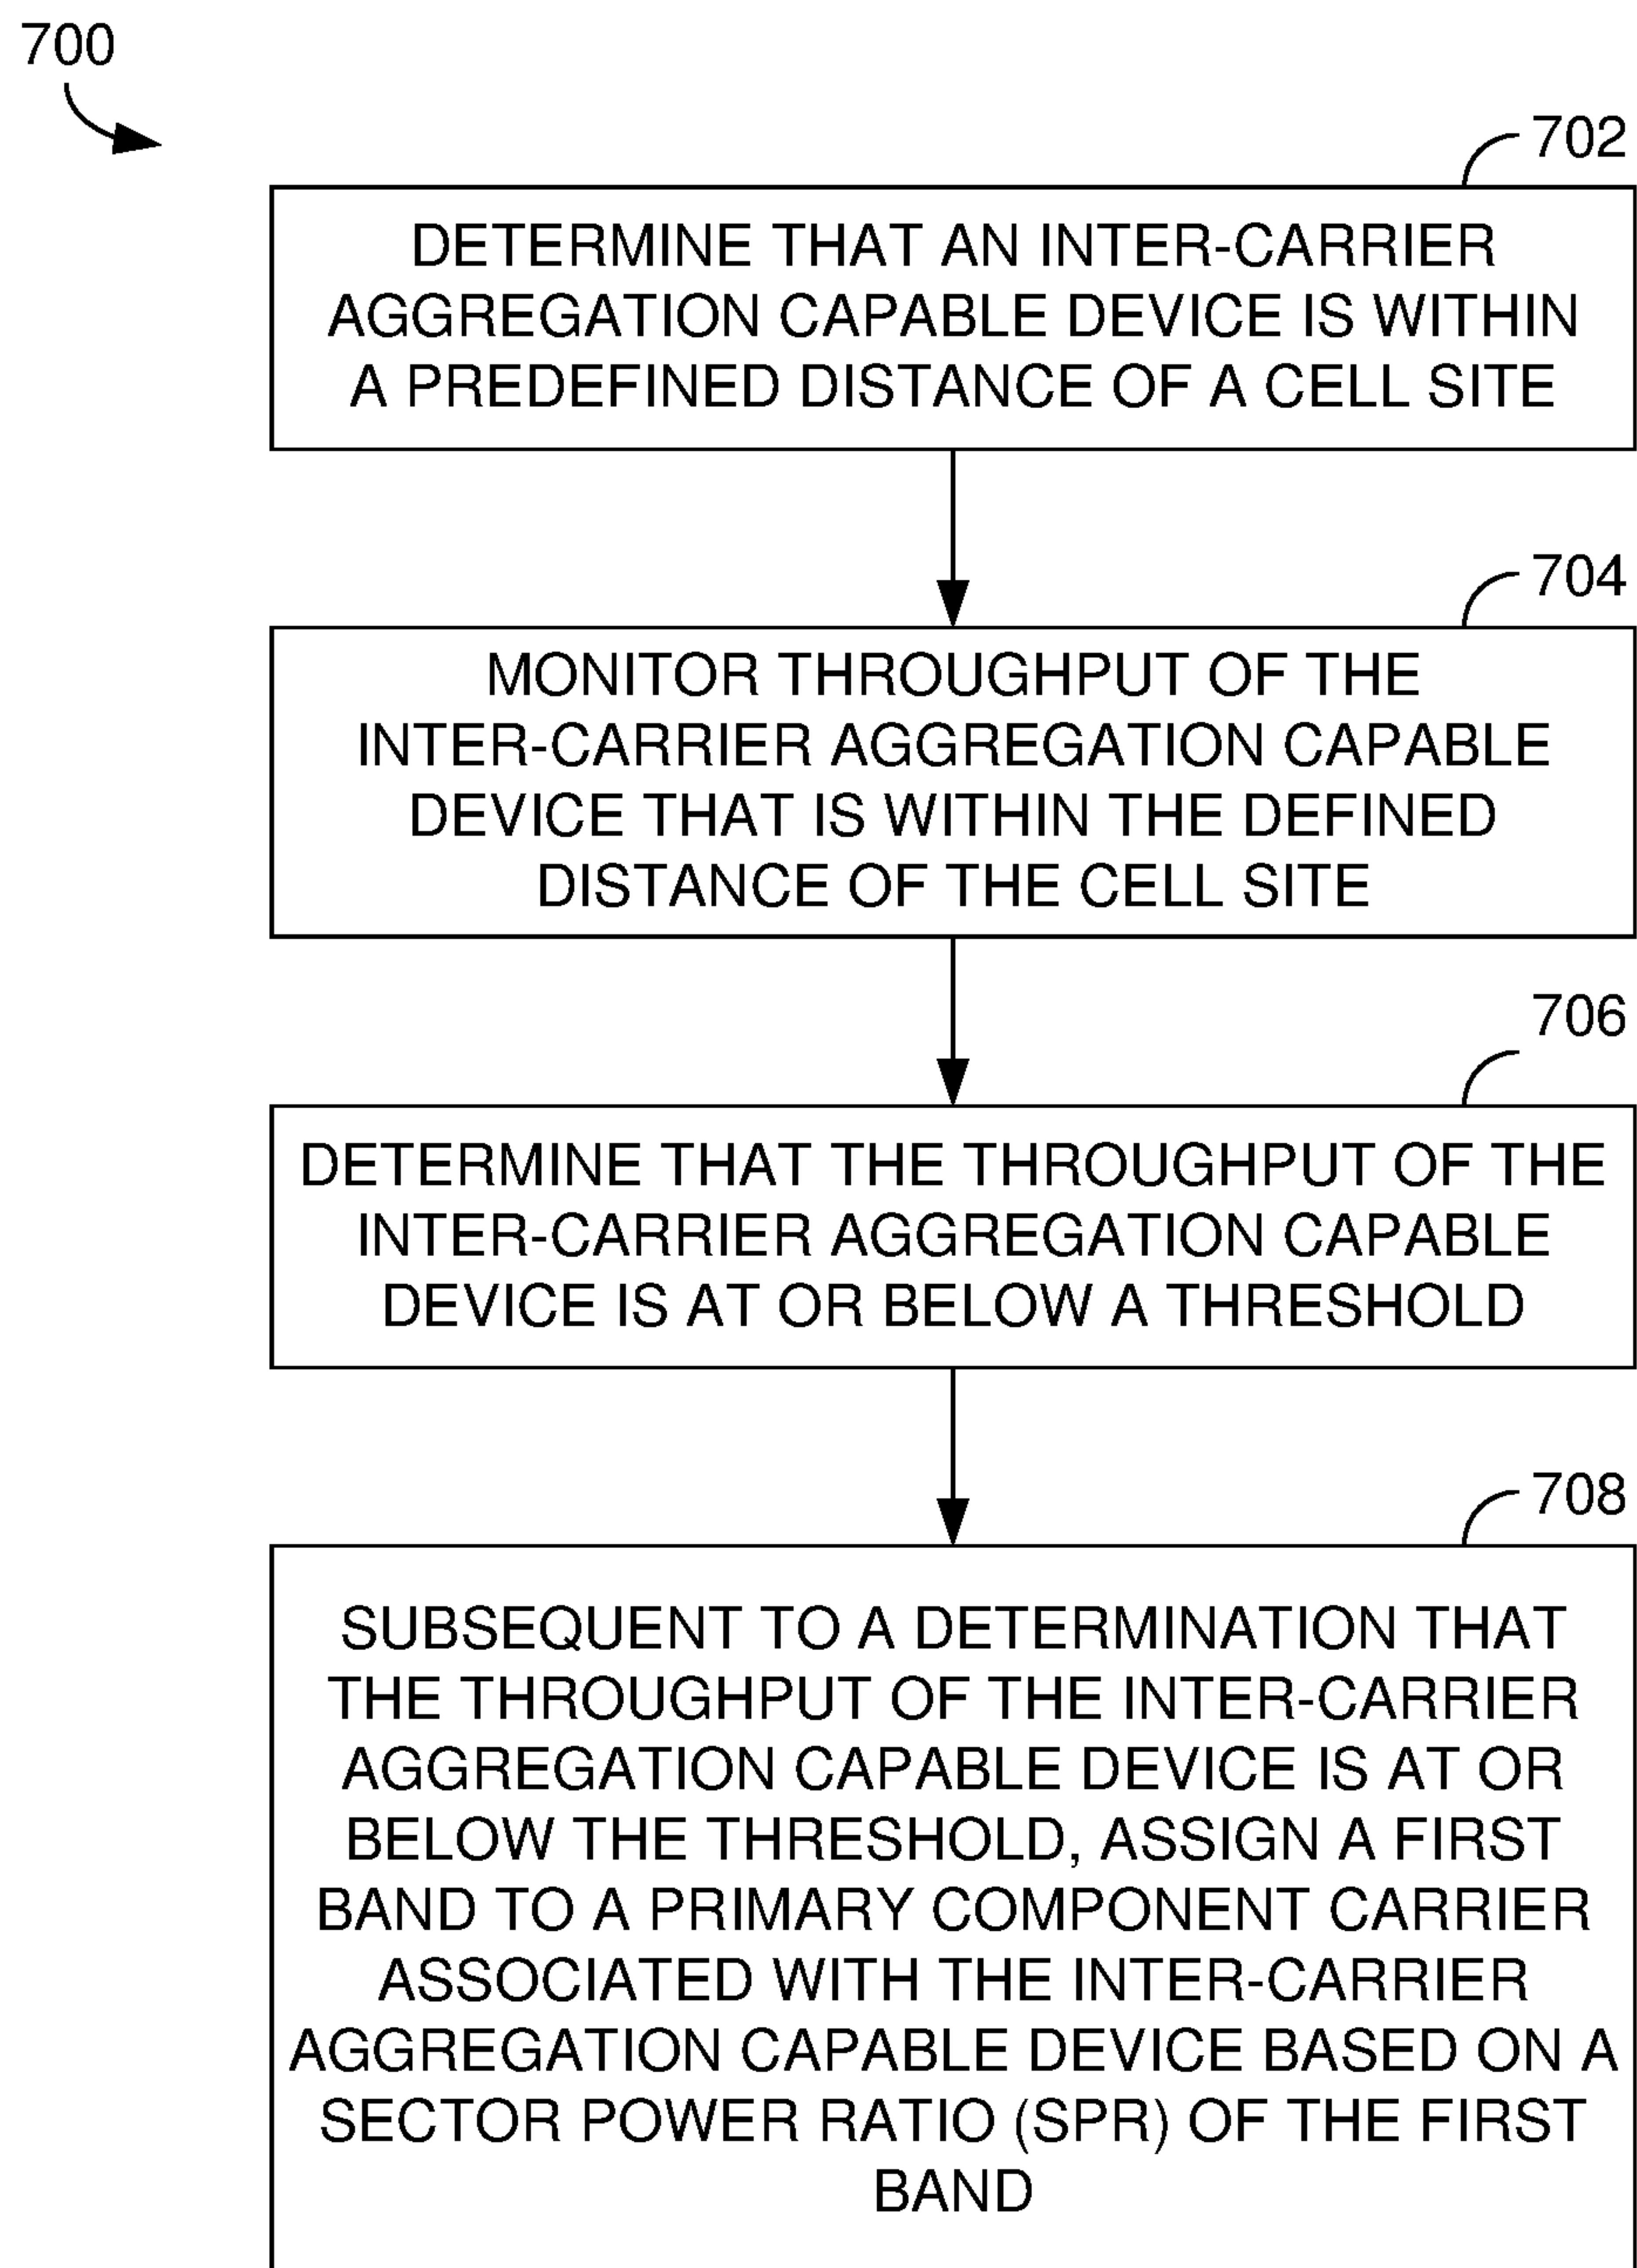 700
702
DETERMINE THAT AN INTER-CARRIER
AGGREGATION CAPABLE DEVICE IS WITHIN
A PREDEFINED DISTANCE OF A CELL SITE
704
MONITOR THROUGHPUT OF THE
INTER-CARRIER AGGREGATION CAPABLE
DEVICE THAT IS WITHIN THE DEFINED
DISTANCE OF THE CELL SITE
706
DETERMINE THAT THE THROUGHPUT OF THE
INTER-CARRIER AGGREGATION CAPABLE
DEVICE IS AT OR BELOW A THRESHOLD
708
SUBSEQUENT TO A DETERMINATION THAT
THE THROUGHPUT OF THE INTER-CARRIER
AGGREGATION CAPABLE DEVICE IS AT OR
BELOW THE THRESHOLD, ASSIGN A FIRST
BAND TO A PRIMARY COMPONENT CARRIER
ASSOCIATED WITH THE INTER-CARRIER
AGGREGATION CAPABLE DEVICE BASED ON A
SECTOR POWER RATIO (SPR) OF THE FIRST
BAND